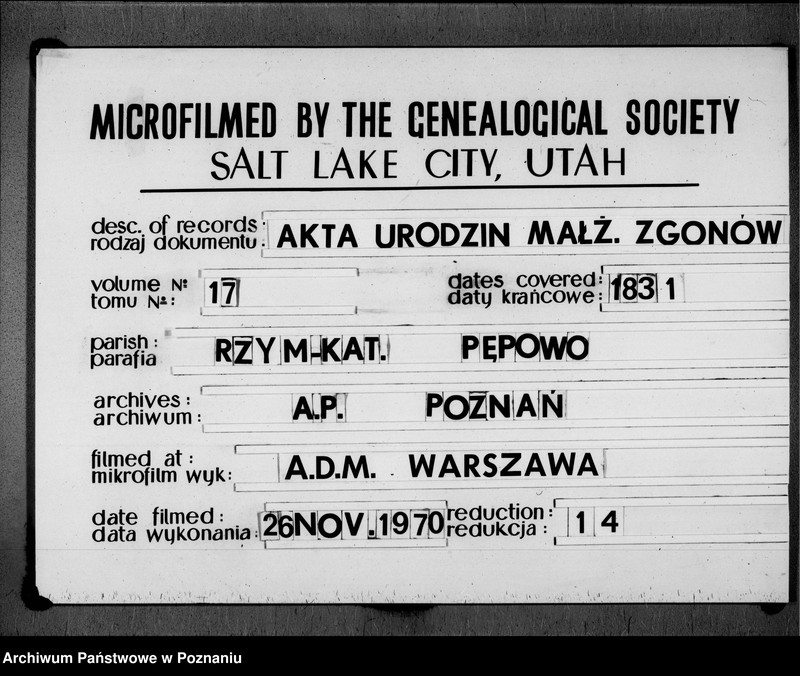 MICROFILMED BY THE GENEALOGICAL SOCIETY
SALT LAKE CITY, UTAH
desc. of records: AKTA URODZIN MAŁŻ. ZGONÓW
rodzaj dokumentu:
volume №: 17 dates covered: 1831
tomu №: daty krańcowe:
parish: RZYM-KAT. PĘPOWO
parafia
archives: A.P. POZNAŃ
archiwum:
filmed at: A.D.M. WARSZAWA
mikrofilm wyk:
date filmed: 26 NOV. 1970 reduction: 14
data wykonania: redukcja:
Archiwum Państwowe w Poznaniu